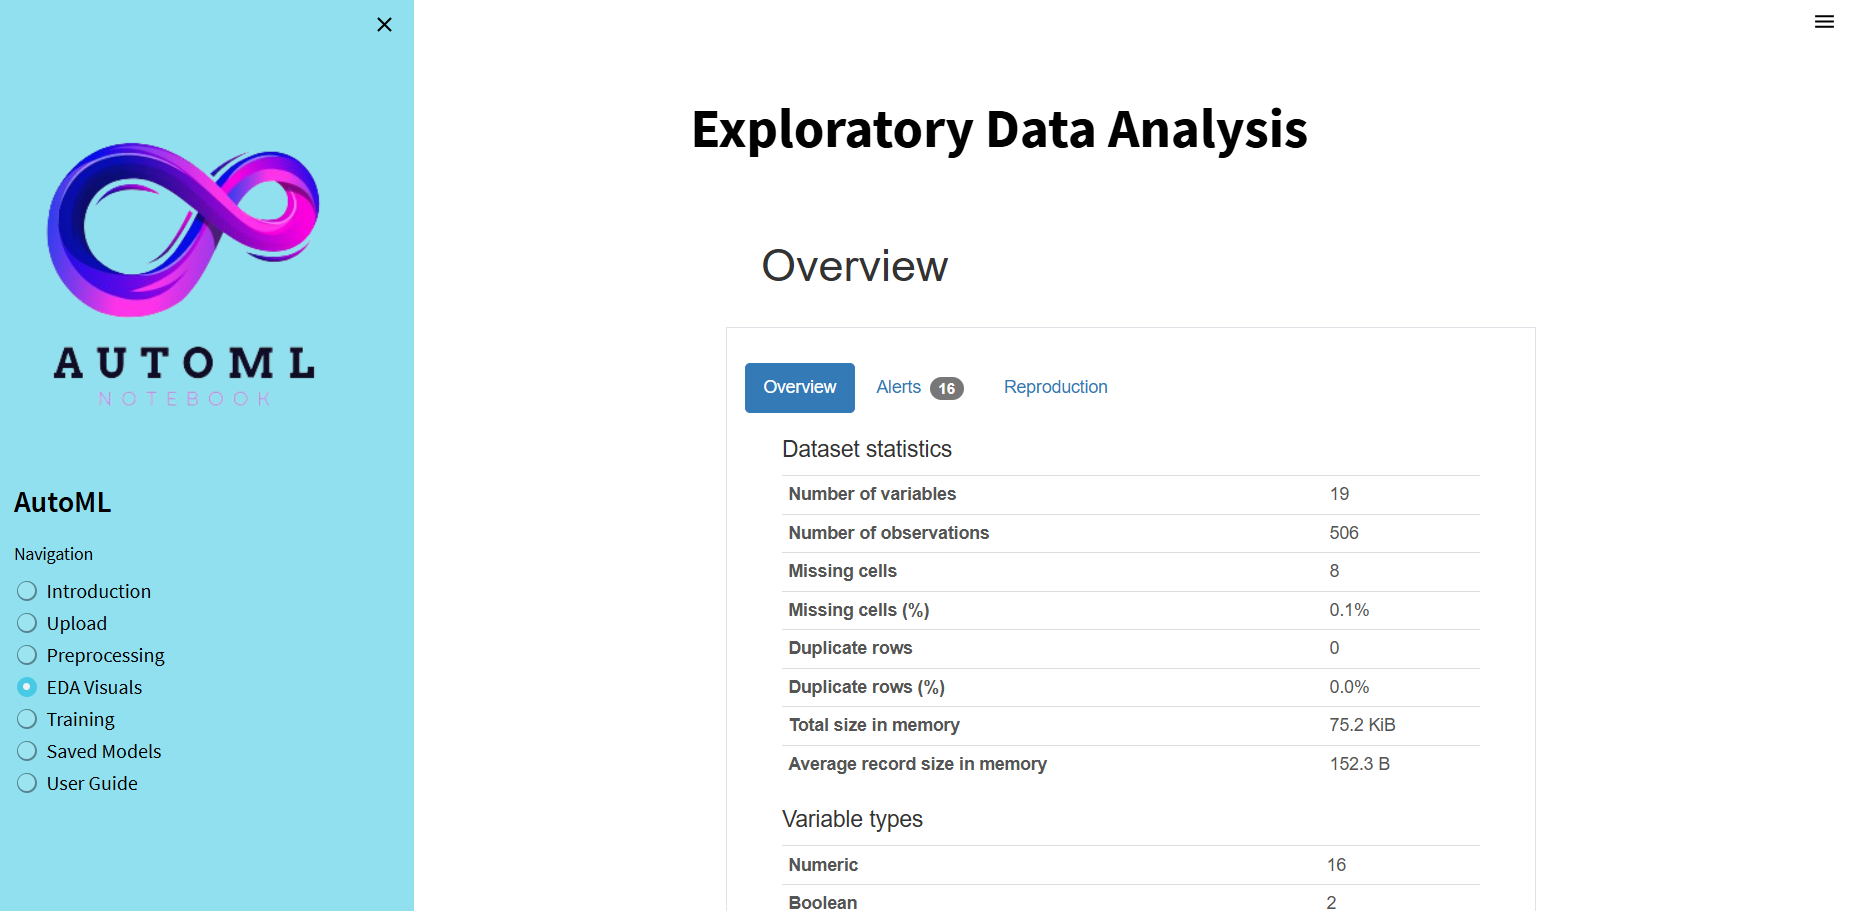 AUTOML
NOTEBOOK
AutoML
Navigation
Introduction
Upload
Preprocessing
EDA Visuals
Training
Saved Models
User Guide
Exploratory Data Analysis
Overview
Overview Alerts 16 Reproduction
Dataset statistics
Number of variables 19
Number of observations 506
Missing cells 8
Missing cells (%) 0.1%
Duplicate rows 0
Duplicate rows (%) 0.0%
Total size in memory 75.2 KiB
Average record size in memory 152.3 B
Variable types
Numeric 16
Boolean 2